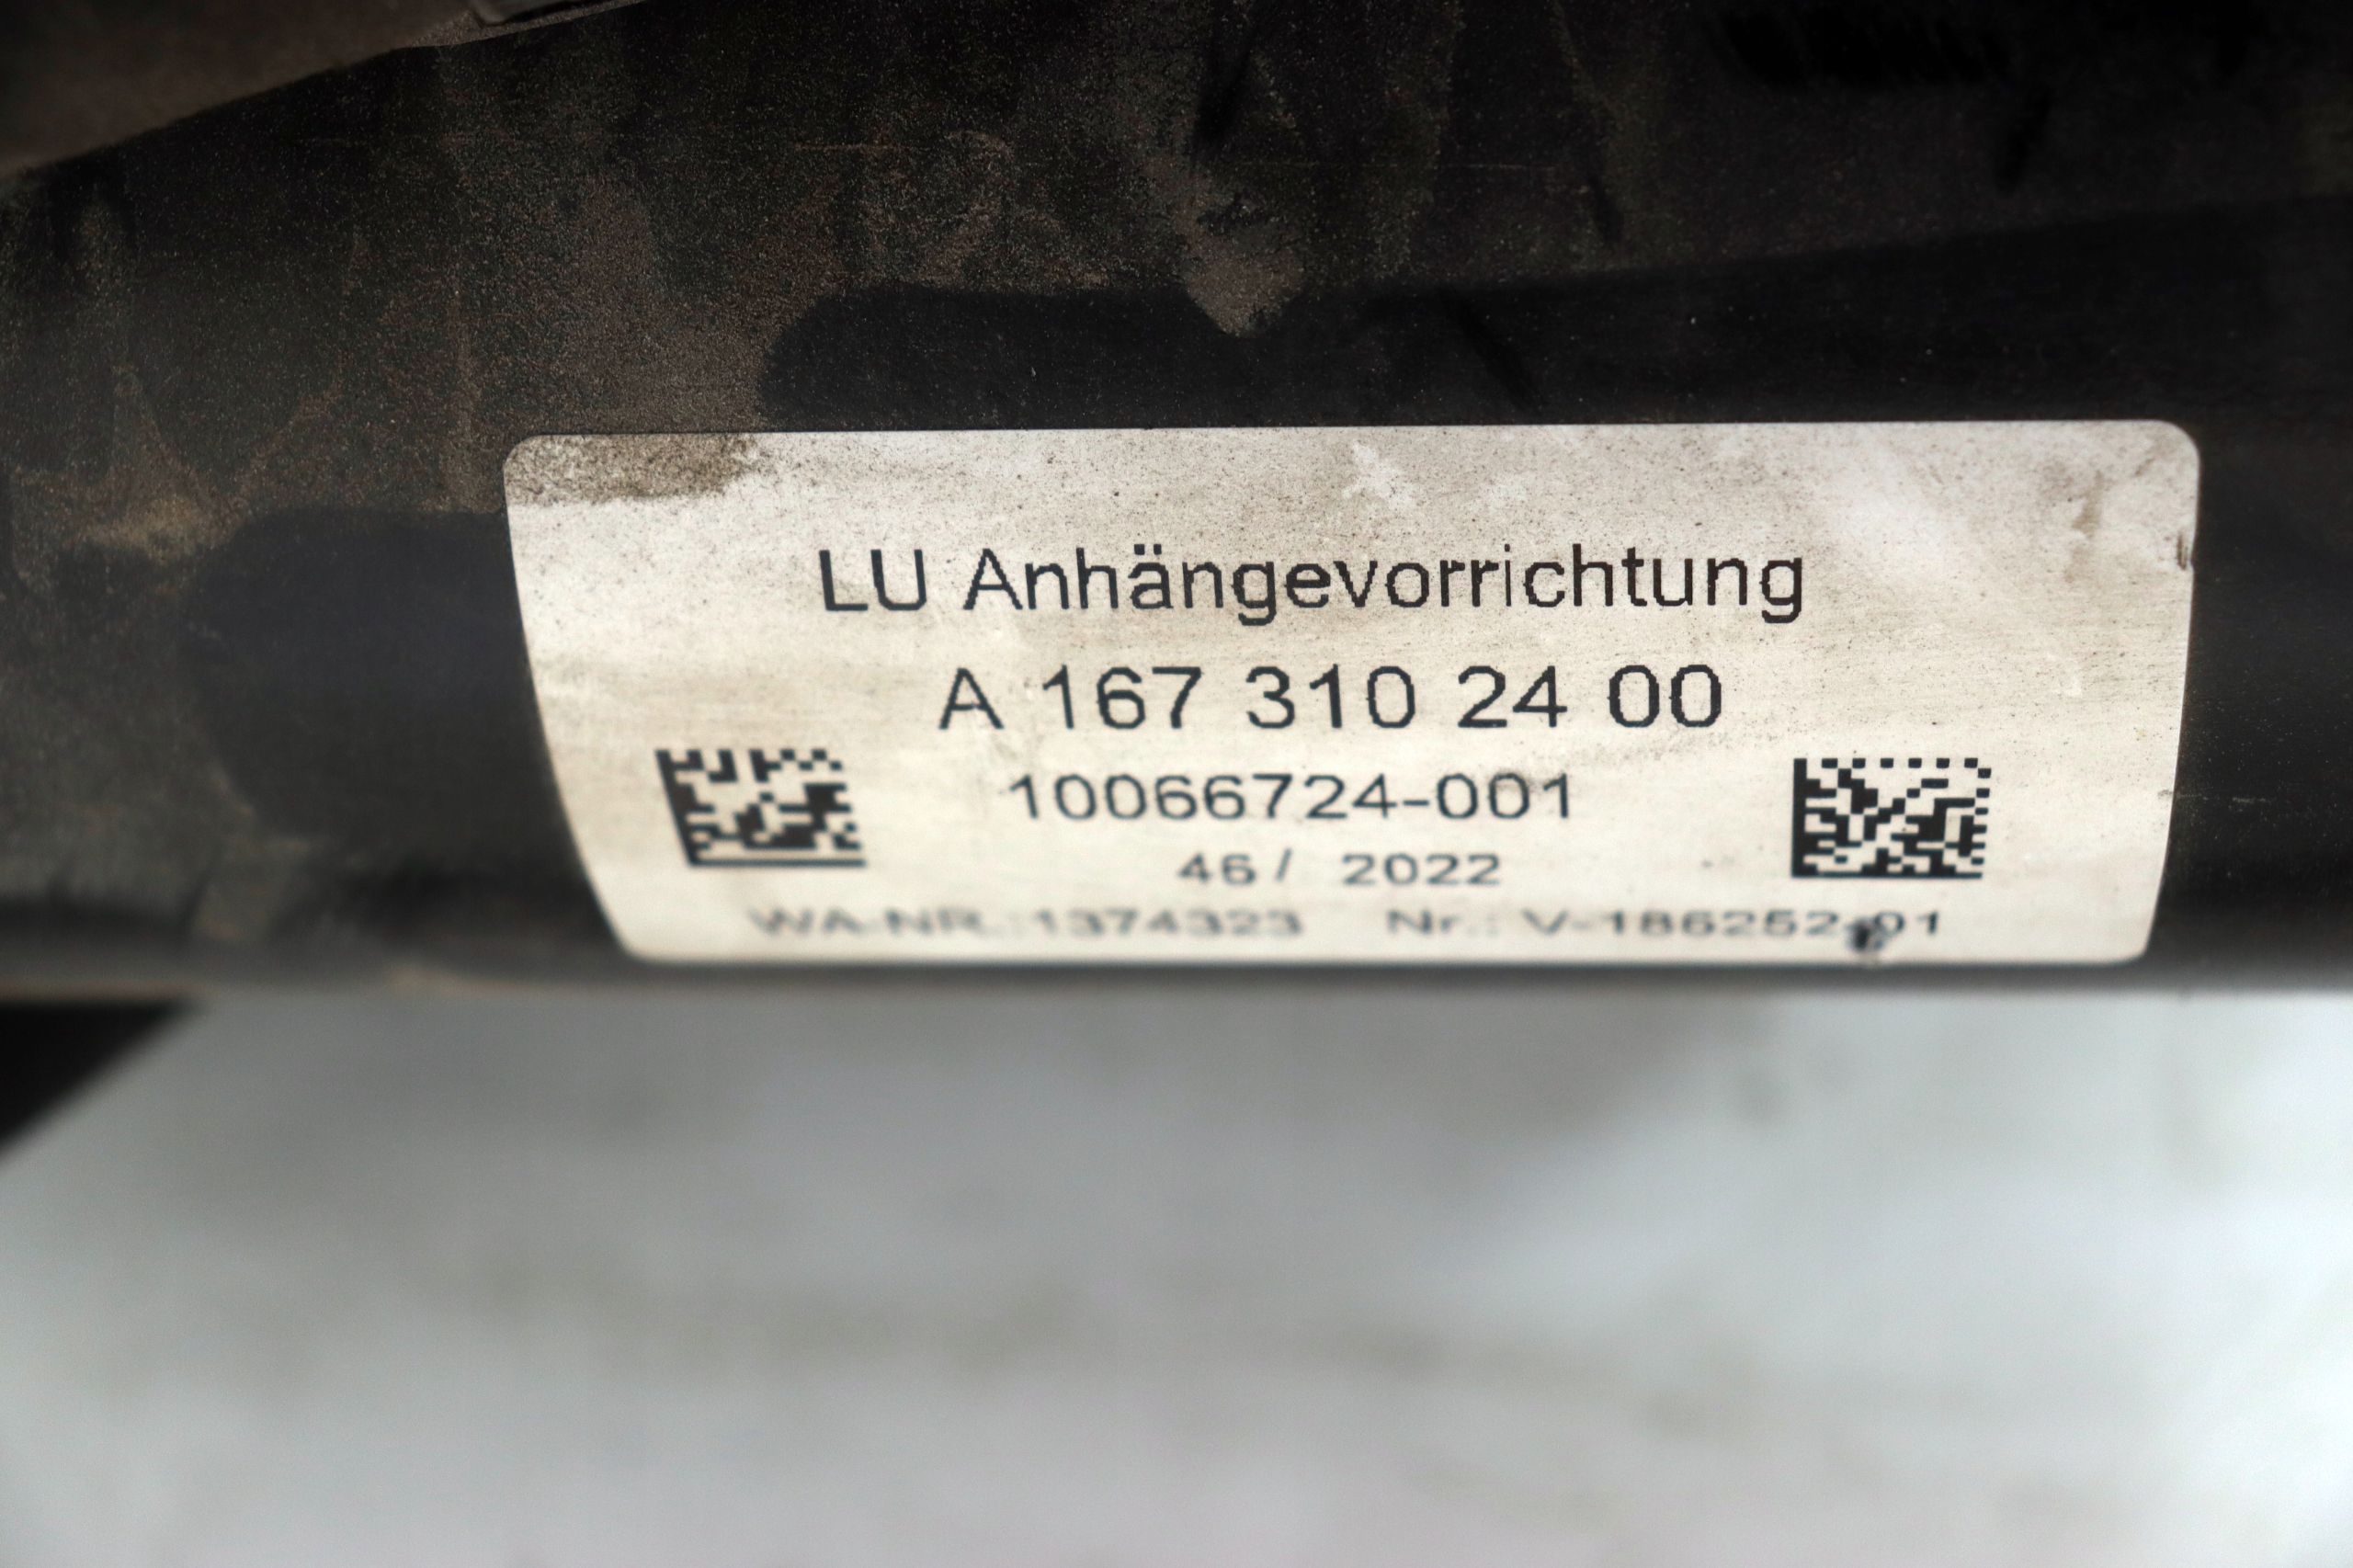 LU Anhängevorrichtung
A 167 310 24 00
10066724-001
46/ 2022
WA-NR.:1374323 Nr.: V-186252-01